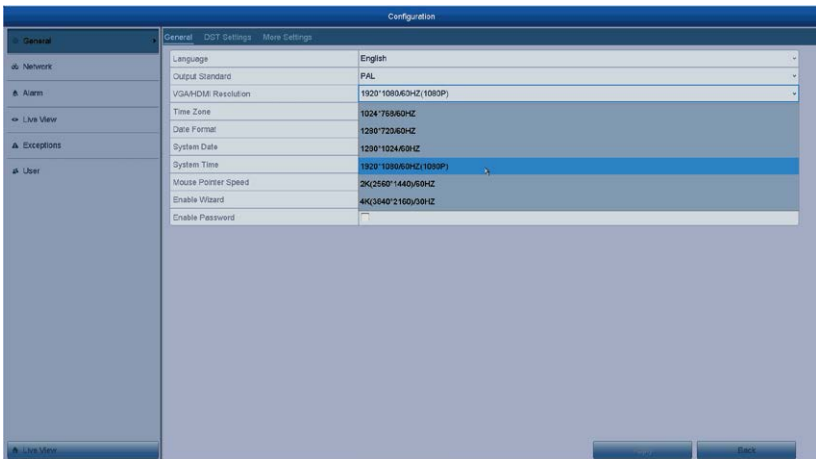 Configuration
General
Network
Alarm
Live View
Exceptions
User
Live View
General DST Settings More Settings
Language English
Output Standard PAL
VGA/HDMI Resolution 1920*1080/60HZ(1080P)
Time Zone
Date Format
System Date
System Time
Mouse Pointer Speed
Enable Wizard
Enable Password
1024*768/60HZ
1280*720/60HZ
1280*1024/60HZ
1920*1080/60HZ(1080P)
2K(2560*1440)/60HZ
4K(3840*2160)/30HZ
Apply
Back